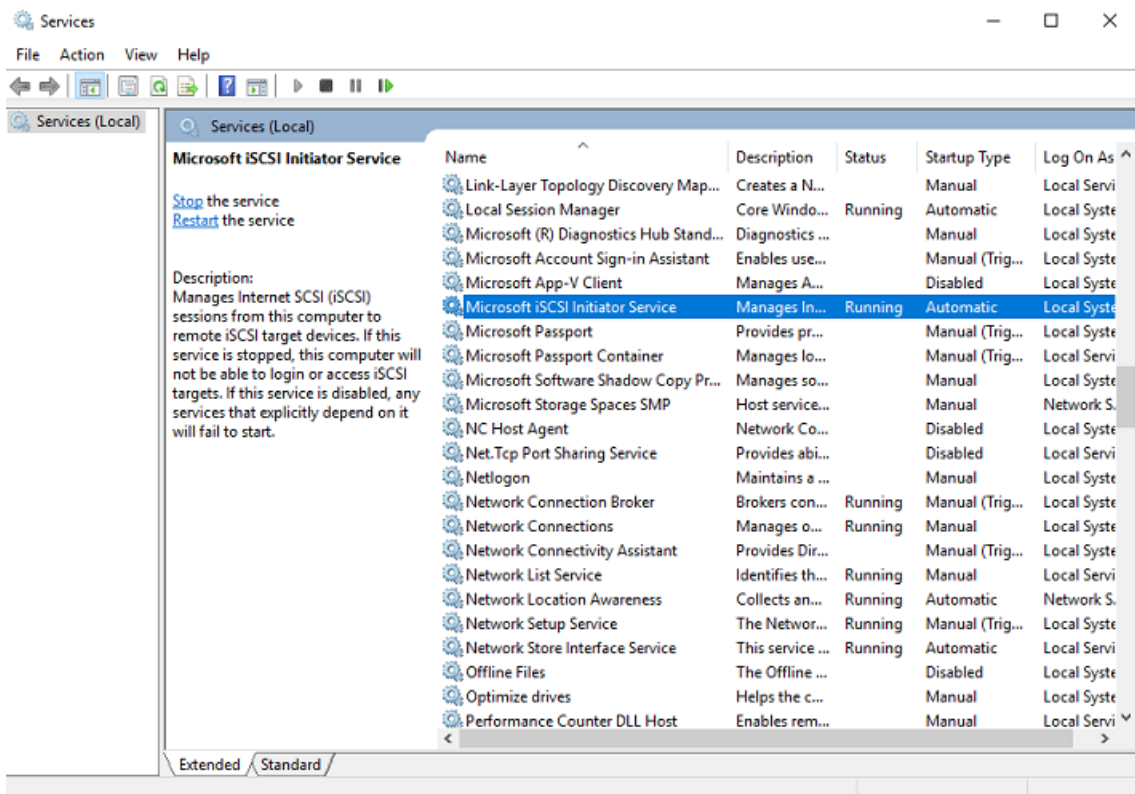 Services
File Action View Help
Services (Local)
Services (Local)
Microsoft iSCSI Initiator Service
Stop the service
Restart the service
Description:
Manages Internet SCSI (iSCSI)
sessions from this computer to
remote iSCSI target devices. If this
service is stopped, this computer will
not be able to login or access iSCSI
targets. If this service is disabled, any
services that explicitly depend on it
will fail to start.
Name Description Status Startup Type Log On As
Link-Layer Topology Discovery Map... Creates a N... Manual Local Servi
Local Session Manager Core Windo... Running Automatic Local Syste
Microsoft (R) Diagnostics Hub Stand... Diagnostics ... Manual Local Syste
Microsoft Account Sign-in Assistant Enables use... Manual (Trig... Local Syste
Microsoft App-V Client Manages A... Disabled Local Syste
Microsoft iSCSI Initiator Service Manages In... Running Automatic Local Syste
Microsoft Passport Provides pr... Manual (Trig... Local Syste
Microsoft Passport Container Manages lo... Manual (Trig... Local Servi
Microsoft Software Shadow Copy Pr... Manages so... Manual Local Syste
Microsoft Storage Spaces SMP Host service... Manual Network S.
NC Host Agent Network Co... Disabled Local Syste
Net.Tcp Port Sharing Service Provides abi... Disabled Local Servi
Netlogon Maintains a ... Manual Local Syste
Network Connection Broker Brokers con... Running Manual (Trig... Local Syste
Network Connections Manages o... Running Manual Local Syste
Network Connectivity Assistant Provides Dir... Manual (Trig... Local Syste
Network List Service Identifies th... Running Manual Local Servi
Network Location Awareness Collects an... Running Automatic Network S.
Network Setup Service The Networ... Running Manual (Trig... Local Syste
Network Store Interface Service This service ... Running Automatic Local Servi
Offline Files The Offline ... Disabled Local Syste
Optimize drives Helps the c... Manual Local Syste
Performance Counter DLL Host Enables rem... Manual Local Servi
Extended Standard